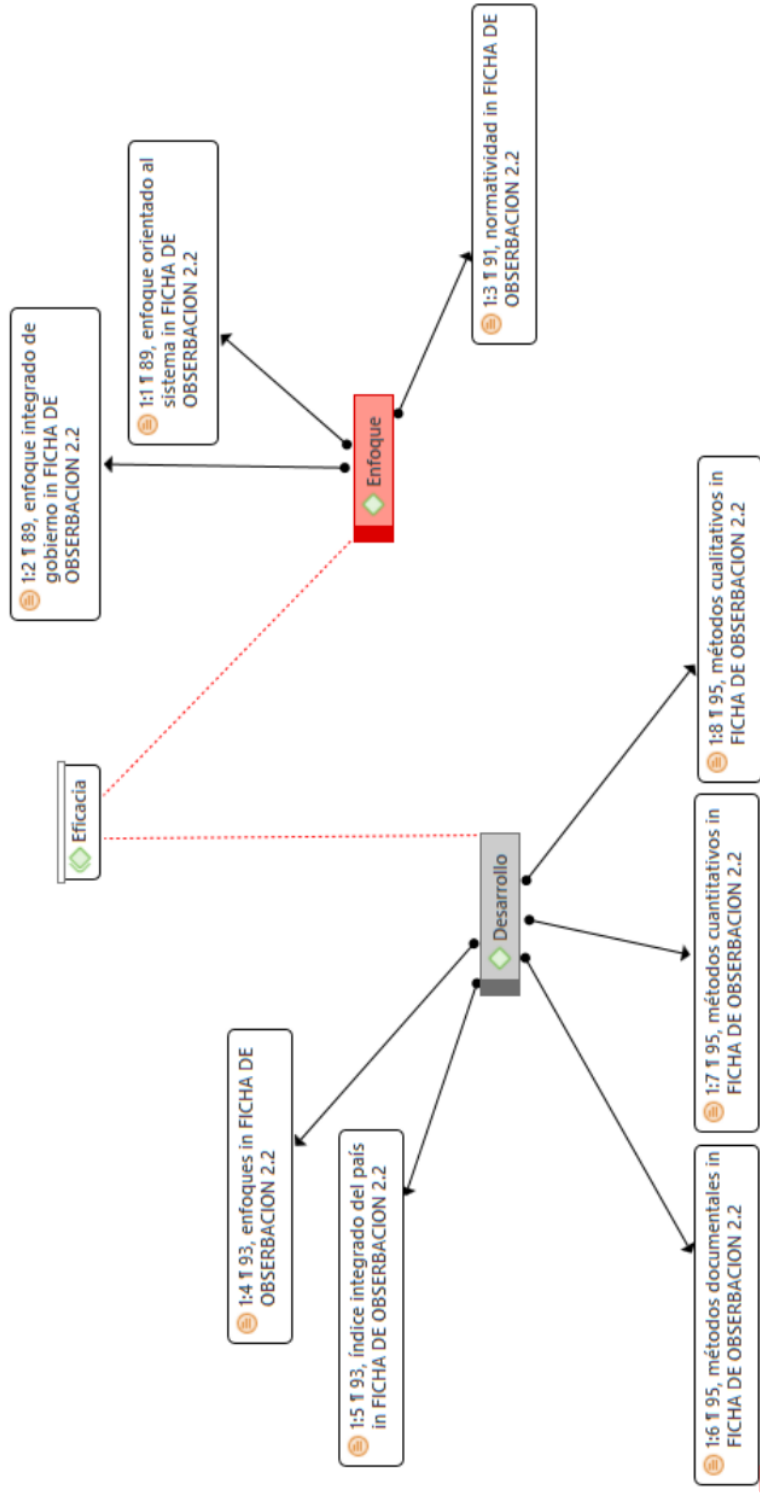 Eficacia
1:4 ¶ 93, enfoques in FICHA DE
OBSERBACION 2.2
1:5 ¶ 93, índice integrado del país
in FICHA DE OBSERBACION 2.2
Desarrollo
1:6 ¶ 95, métodos documentales in
FICHA DE OBSERBACION 2.2
1:7 ¶ 95, métodos cuantitativos in
FICHA DE OBSERBACION 2.2
1:8 ¶ 95, métodos cualitativos in
FICHA DE OBSERBACION 2.2
1:2 ¶ 89, enfoque integrado de
gobierno in FICHA DE
OBSERBACION 2.2
1:1 ¶ 89, enfoque orientado al
sistema in FICHA DE
OBSERBACION 2.2
Enfoque
1:3 ¶ 91, normatividad in FICHA DE
OBSERBACION 2.2